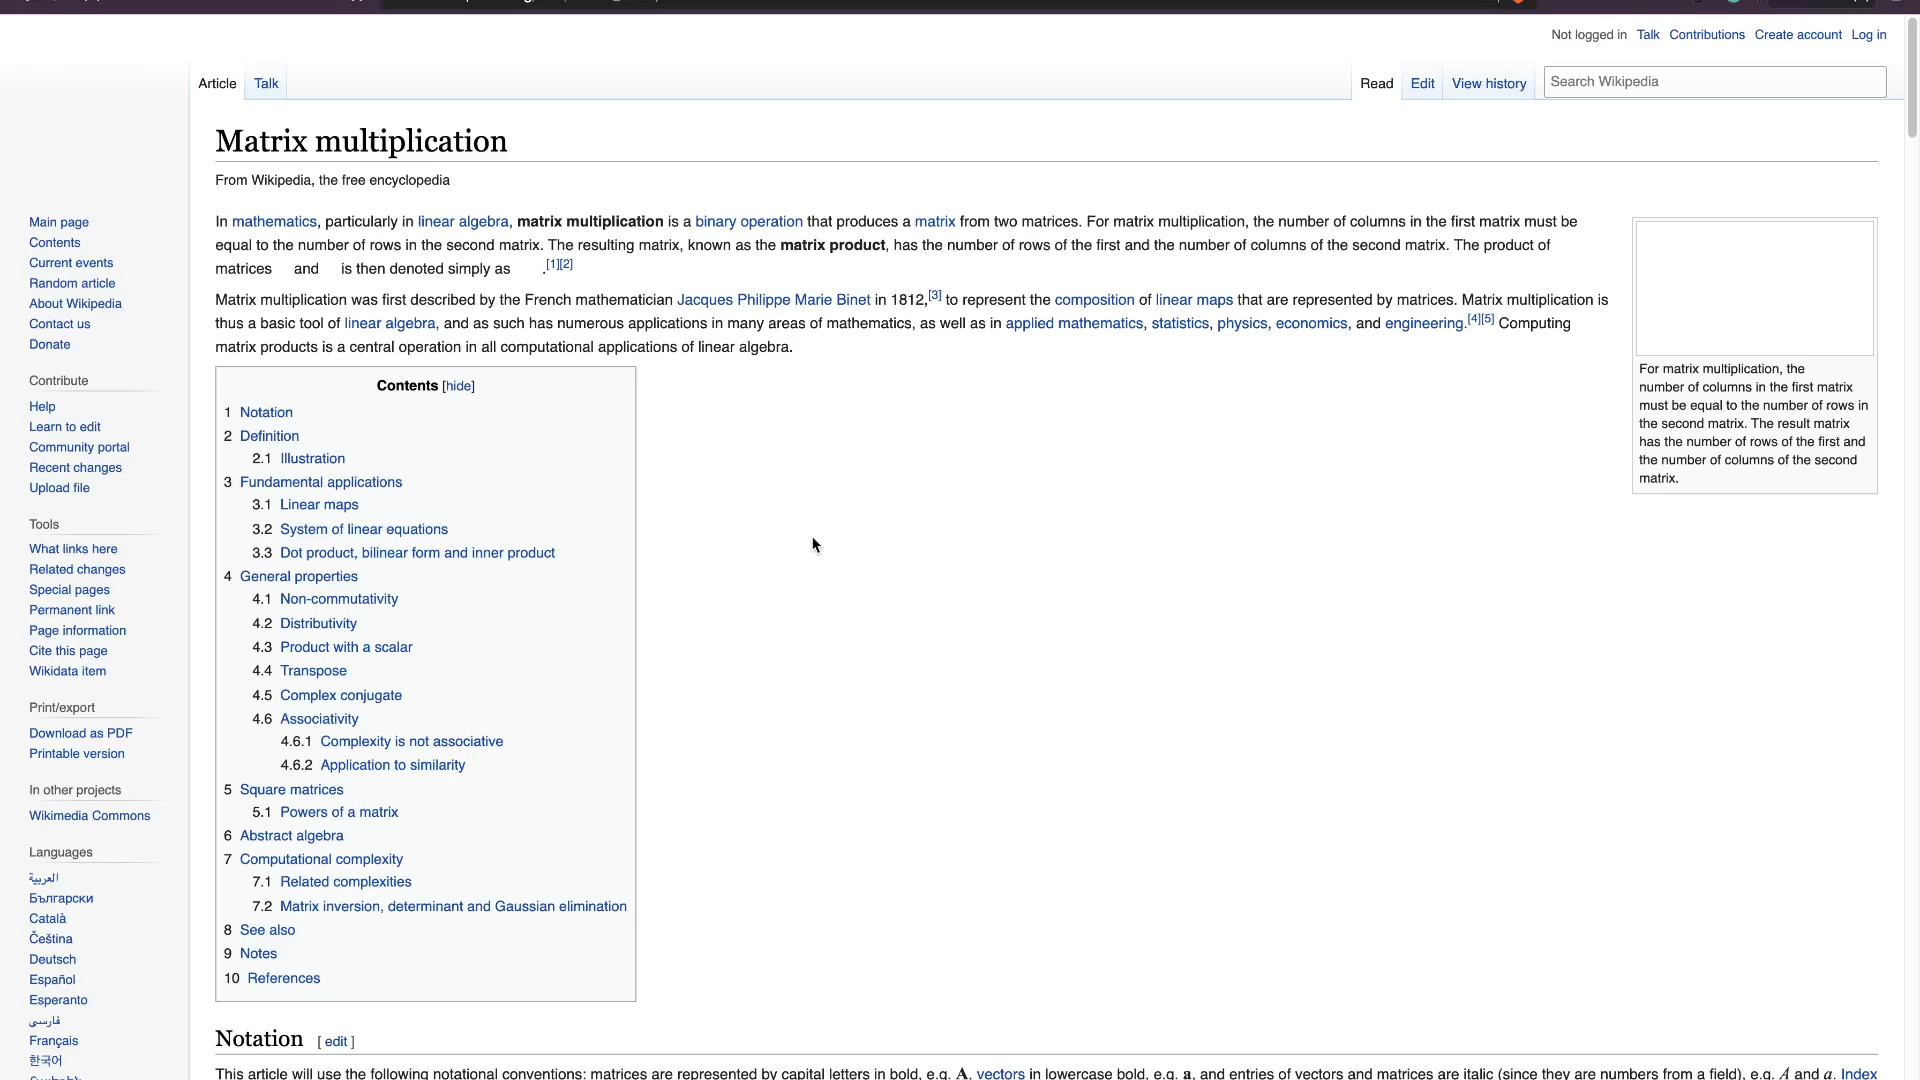 Not logged in Talk Contributions Create account Log in
Article Talk Read Edit View history Search Wikipedia
Matrix multiplication
From Wikipedia, the free encyclopedia
In mathematics, particularly in linear algebra, matrix multiplication is a binary operation that produces a matrix from two matrices. For matrix multiplication, the number of columns in the first matrix must be
equal to the number of rows in the second matrix. The resulting matrix, known as the matrix product, has the number of rows of the first and the number of columns of the second matrix. The product of
matrices and is then denoted simply as .[1][2]
Matrix multiplication was first described by the French mathematician Jacques Philippe Marie Binet in 1812,[3] to represent the composition of linear maps that are represented by matrices. Matrix multiplication is
thus a basic tool of linear algebra, and as such has numerous applications in many areas of mathematics, as well as in applied mathematics, statistics, physics, economics, and engineering.[4][5] Computing
matrix products is a central operation in all computational applications of linear algebra.
For matrix multiplication, the
number of columns in the first matrix
must be equal to the number of rows in
the second matrix. The result matrix
has the number of rows of the first and
the number of columns of the second
matrix.
Contents [hide]
1 Notation
2 Definition
2.1 Illustration
3 Fundamental applications
3.1 Linear maps
3.2 System of linear equations
3.3 Dot product, bilinear form and inner product
4 General properties
4.1 Non-commutativity
4.2 Distributivity
4.3 Product with a scalar
4.4 Transpose
4.5 Complex conjugate
4.6 Associativity
4.6.1 Complexity is not associative
4.6.2 Application to similarity
5 Square matrices
5.1 Powers of a matrix
6 Abstract algebra
7 Computational complexity
7.1 Related complexities
7.2 Matrix inversion, determinant and Gaussian elimination
8 See also
9 Notes
10 References
Notation [ edit ]
This article will use the following notational conventions: matrices are represented by capital letters in bold, e.g. A, vectors in lowercase bold, e.g. a, and entries of vectors and matrices are italic (since they are numbers from a field), e.g. A and a. Index
Main page
Contents
Current events
Random article
About Wikipedia
Contact us
Donate
Contribute
Help
Learn to edit
Community portal
Recent changes
Upload file
Tools
What links here
Related changes
Special pages
Permanent link
Page information
Cite this page
Wikidata item
Print/export
Download as PDF
Printable version
In other projects
Wikimedia Commons
Languages
العربية
Български
Català
Čeština
Deutsch
Español
Esperanto
فارسی
Français
한국어